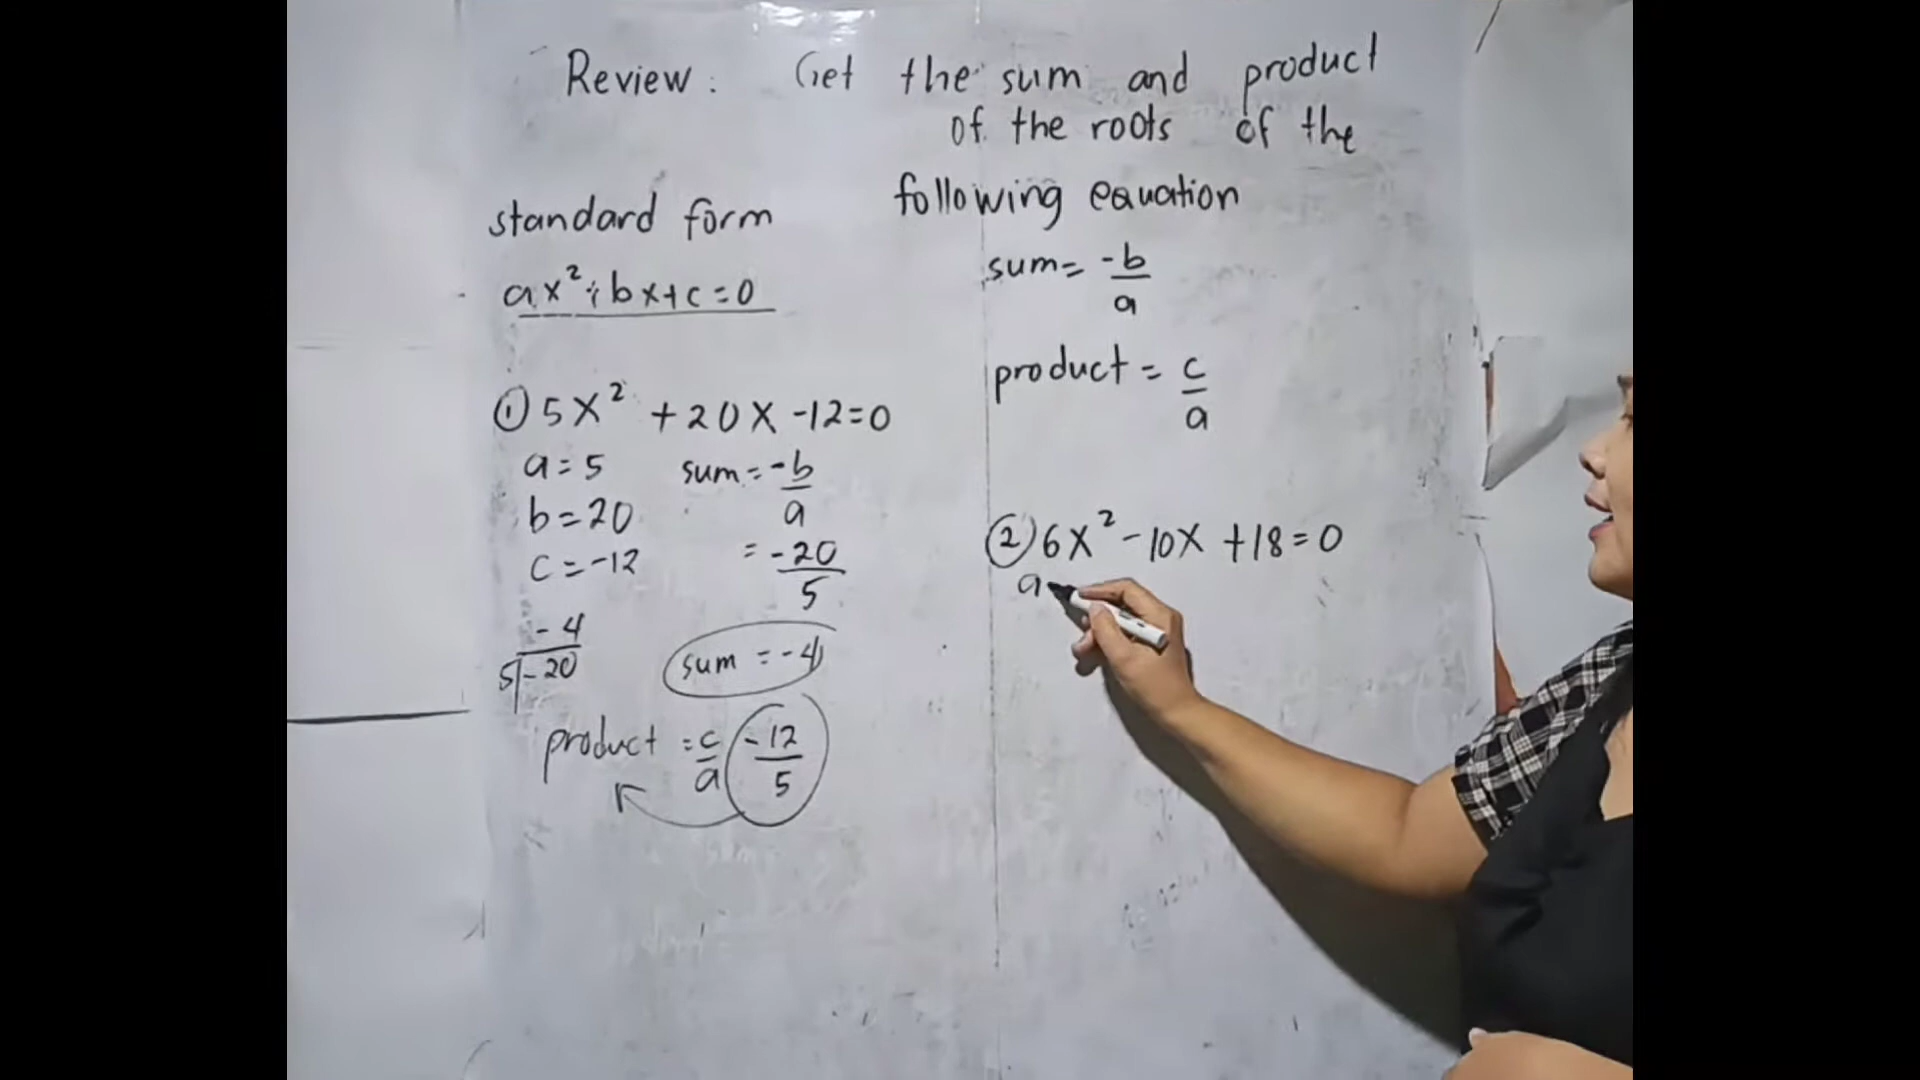 Review: Get the sum and product
of the roots of the
following equation
standard form
ax²+bx+c=0
sum= -b
a
product = c
a
① 5x² +20x -12=0
a=5
b=20
c=-12
sum=-b
a
= -20
5
-4
5 -20
sum = -4
product = c -12
a 5
② 6x² -10x +18=0
a